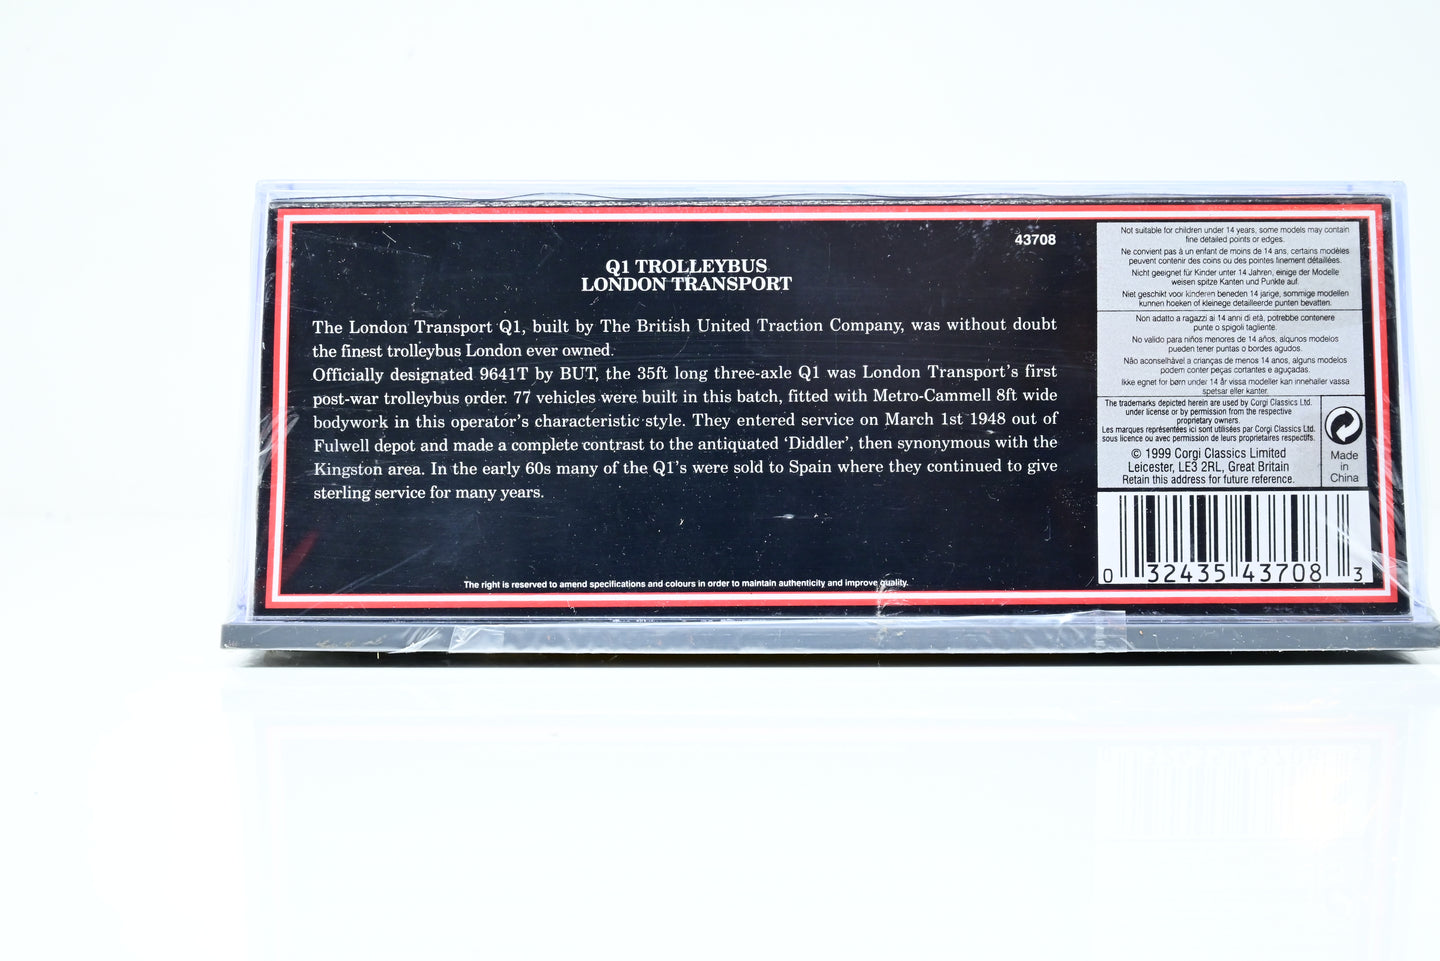 43708
Q1 TROLLEYBUS
LONDON TRANSPORT
The London Transport Q1, built by The British United Traction Company, was without doubt
the finest trolleybus London ever owned.
Officially designated 9641T by BUT, the 35ft long three-axle Q1 was London Transport's first
post-war trolleybus order. 77 vehicles were built in this batch, fitted with Metro-Cammell 8ft wide
bodywork in this operator's characteristic style. They entered service on March 1st 1948 out of
Fulwell depot and made a complete contrast to the antiquated 'Diddler', then synonymous with the
Kingston area. In the early 60s many of the Q1's were sold to Spain where they continued to give
sterling service for many years.
The right is reserved to amend specifications and colours in order to maintain authenticity and improve quality.
Not suitable for children under 14 years, some models may contain
fine detailed points or edges.
Ne convient pas à un enfant de moins de 14 ans, certains modèles
peuvent contenir des coins ou des pointes finement détaillées.
Nicht geeignet für Kinder unter 14 Jahren, einige der Modelle
weisen spitze Kanten und Punkte auf.
Niet geschikt voor kinderen beneden 14 jarige, sommige modellen
kunnen hoeken of kleinege detailleerde punten bevatten.
Non adatto a ragazzi ai 14 anni di età, potrebbe contenere
punte o spigoli tagliente.
No valido para niños menores de 14 años, algunos modelos
pueden tener puntas o bordes agudos.
Não aconselhável a crianças de menos 14 anos, alguns modelos
podem conter peças cortantes e aguçadas.
Ikke egnet for børn under 14 år vissa modeller kan innehaller vassa
spetsar eller kanter.
The trademarks depicted herein are used by Corgi Classics Ltd.
under license or by permission from the respective
proprietary owners.
Les marques représentées ici sont utilisées par Corgi Classics Ltd.
sous licence ou avec permission de leurs propriétaires respectifs.
© 1999 Corgi Classics Limited
Leicester, LE3 2RL, Great Britain
Retain this address for future reference.
Made
in
China
0 32435 43708 3